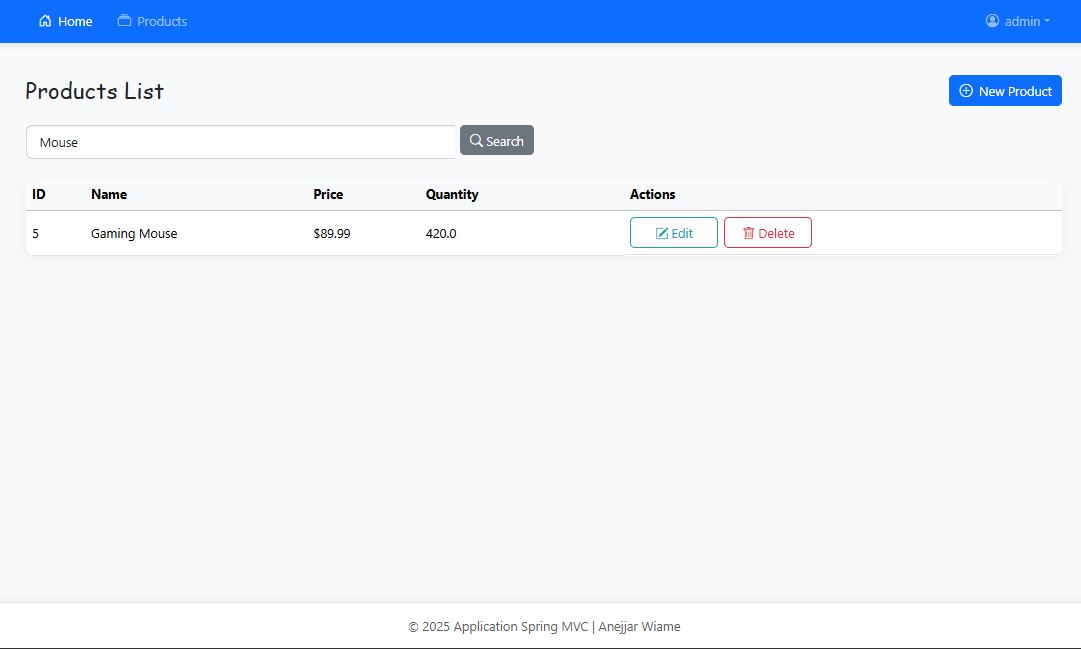 Home Products admin
Products List New Product
Mouse Search
ID Name Price Quantity Actions
5 Gaming Mouse $89.99 420.0 Edit Delete
© 2025 Application Spring MVC | Anejjar Wiame